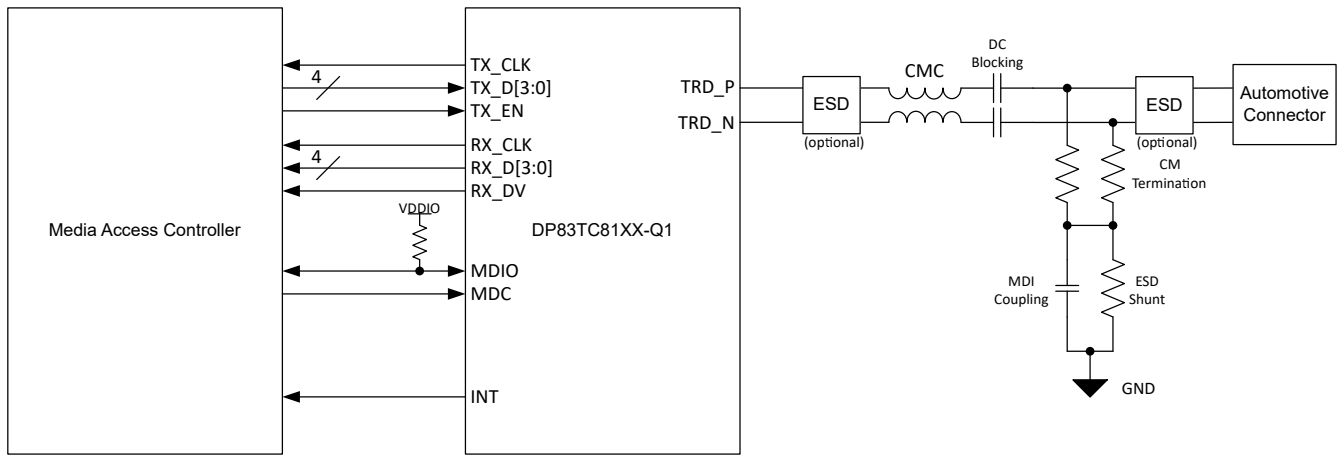 Media Access Controller
TX_CLK
4
TX_D[3:0]
TX_EN
RX_CLK
4
RX_D[3:0]
RX_DV
VDDIO
MDIO
MDC
INT
DP83TC81XX-Q1
TRD_P
TRD_N
ESD
(optional)
CMC
DC
Blocking
ESD
(optional)
Automotive
Connector
CM
Termination
MDI
Coupling
ESD
Shunt
GND